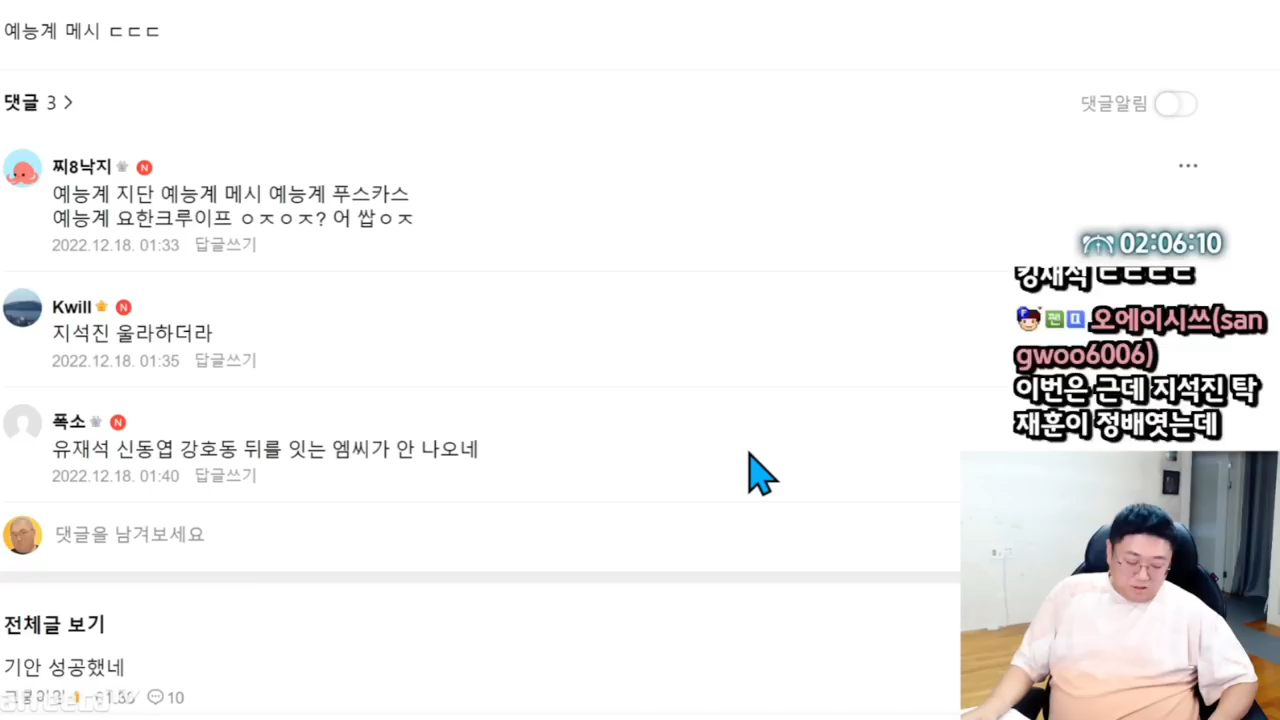 예능계 메시 ㄷㄷㄷ
댓글 3 >
댓글알림
찌8낙지
예능계 지단 예능계 메시 예능계 푸스카스
예능계 요한크루이프 ㅇㅈㅇㅈ? 어 쌉ㅇㅈ
2022.12.18. 01:33 답글쓰기
Kwill
지석진 울라하더라
2022.12.18. 01:35 답글쓰기
폭소
유재석 신동엽 강호동 뒤를 잇는 엠씨가 안 나오네
2022.12.18. 01:40 답글쓰기
댓글을 남겨보세요
전체글 보기
기안 성공했네
10
afreecaTV
02:06:10
킹재석 ㄷㄷㄷㄷ
오에이시쓰(san
gwoo6006)
이번은 근데 지석진 탁
재훈이 정배엿는데